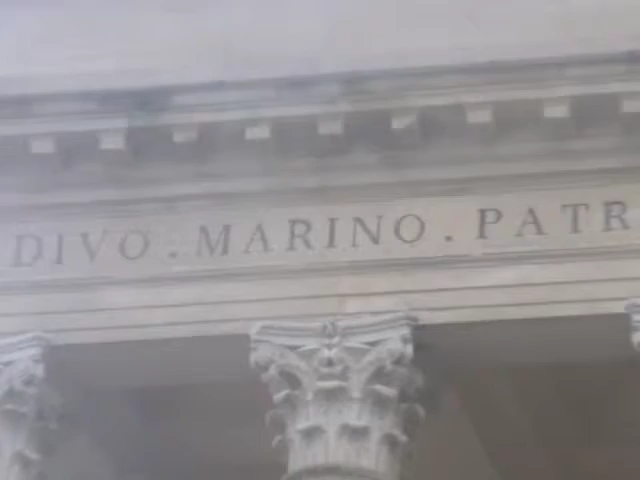 DIVO . MARINO . PATR